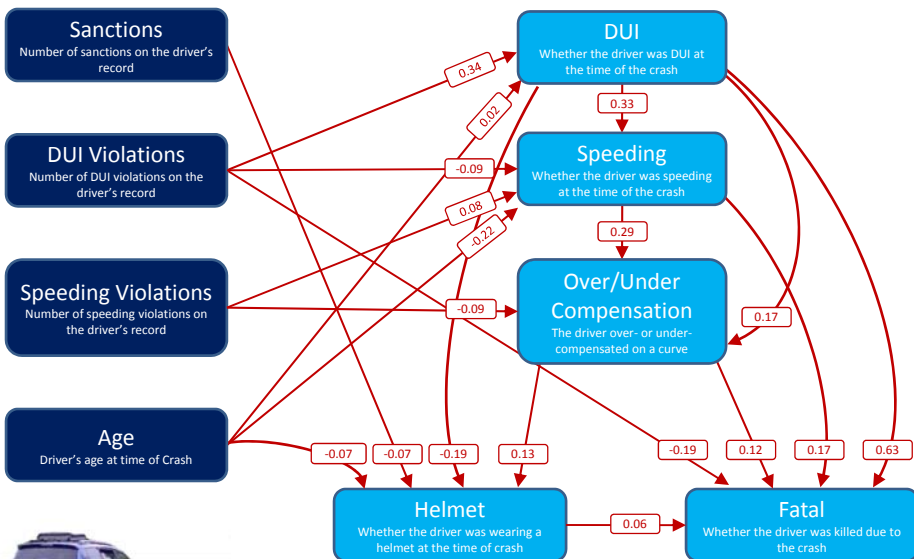 Sanctions
Number of sanctions on the driver's
record
DUI
Whether the driver was DUI at
the time of the crash
0.34
0.02
0.33
DUI Violations
Number of DUI violations on the
driver's record
-0.09
Speeding
Whether the driver was speeding
at the time of the crash
0.08
-0.22
0.29
Speeding Violations
Number of speeding violations on
the driver's record
-0.09
Over/Under
Compensation
The driver over- or under-
compensated on a curve
0.17
Age
Driver's age at time of Crash
-0.07
-0.07
-0.19
0.13
-0.19
0.12
0.17
0.63
Helmet
Whether the driver was wearing a
helmet at the time of crash
0.06
Fatal
Whether the driver was killed due to
the crash